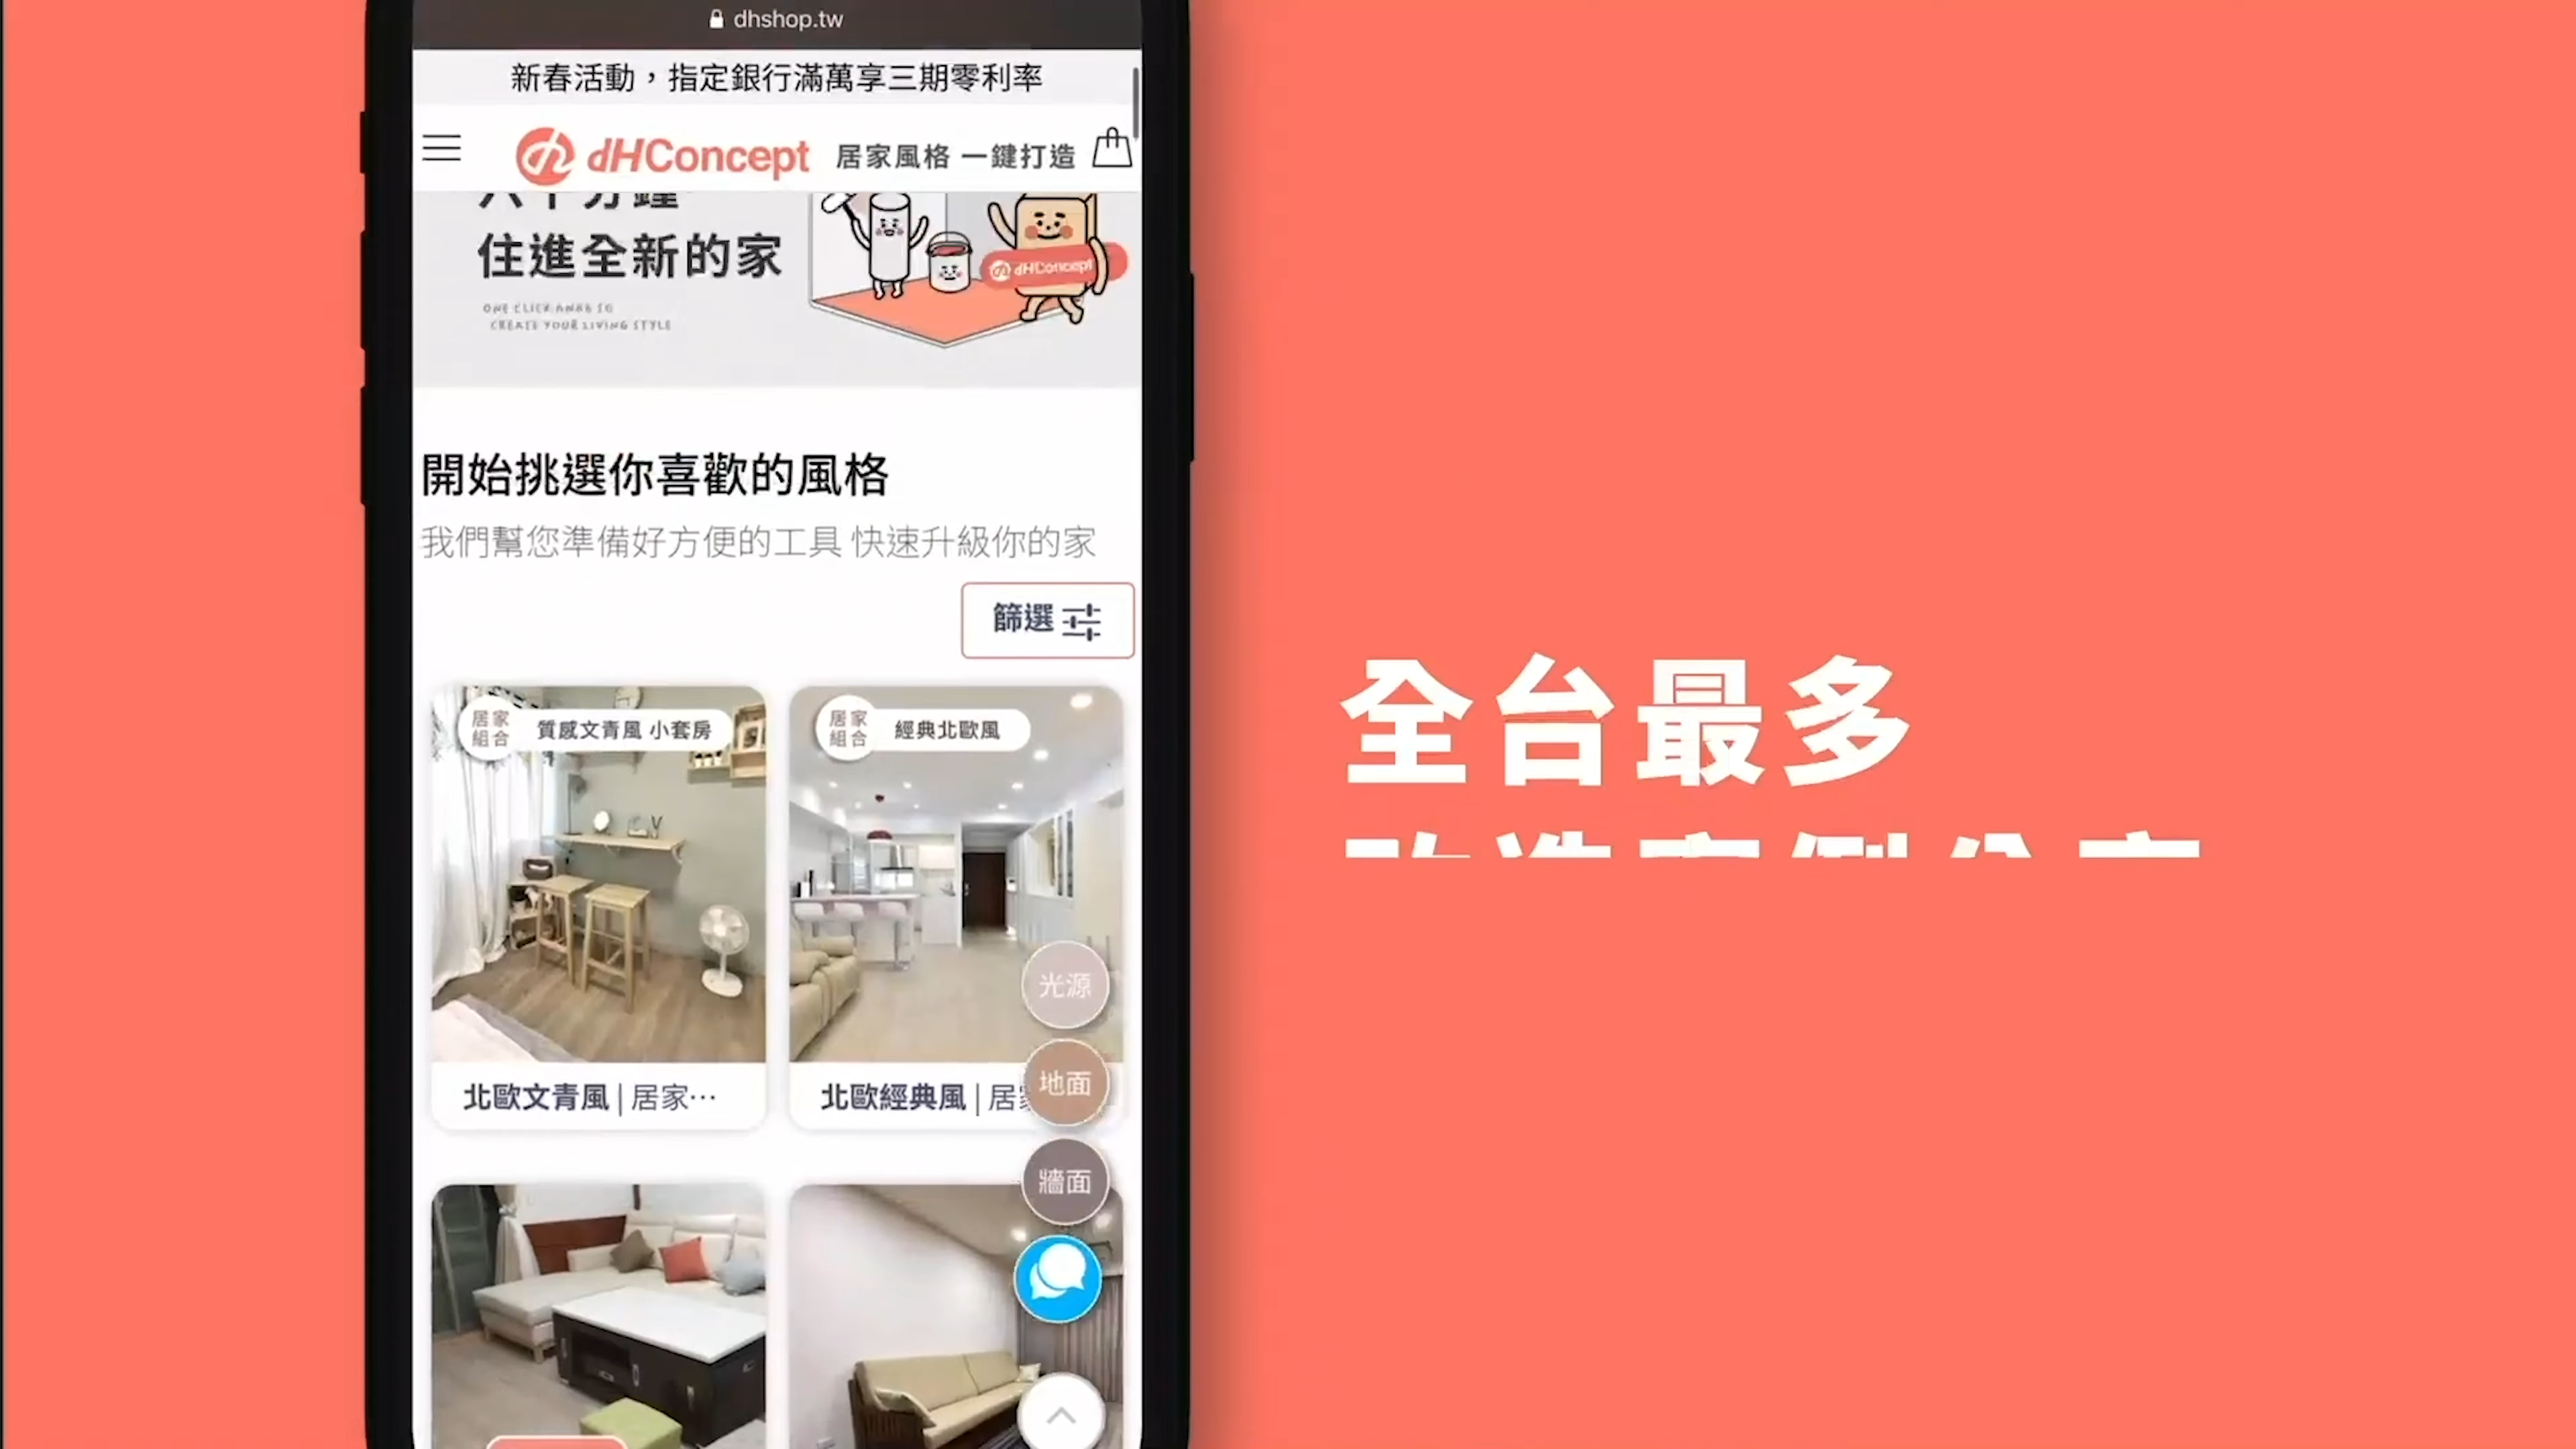 dhshop.tw
新春活動，指定銀行滿萬享三期零利率
dHConcept 居家風格 一鍵打造
住進全新的家
dHConcept
CREATE YOUR LIVING STYLE
開始挑選你喜歡的風格
我們幫您準備好方便的工具 快速升級你的家
篩選
居家組合 質感文青風 小套房
居家組合 經典北歐風
北歐文青風 | 居家…
北歐經典風 | 居
光源
地面
牆面
全台最多